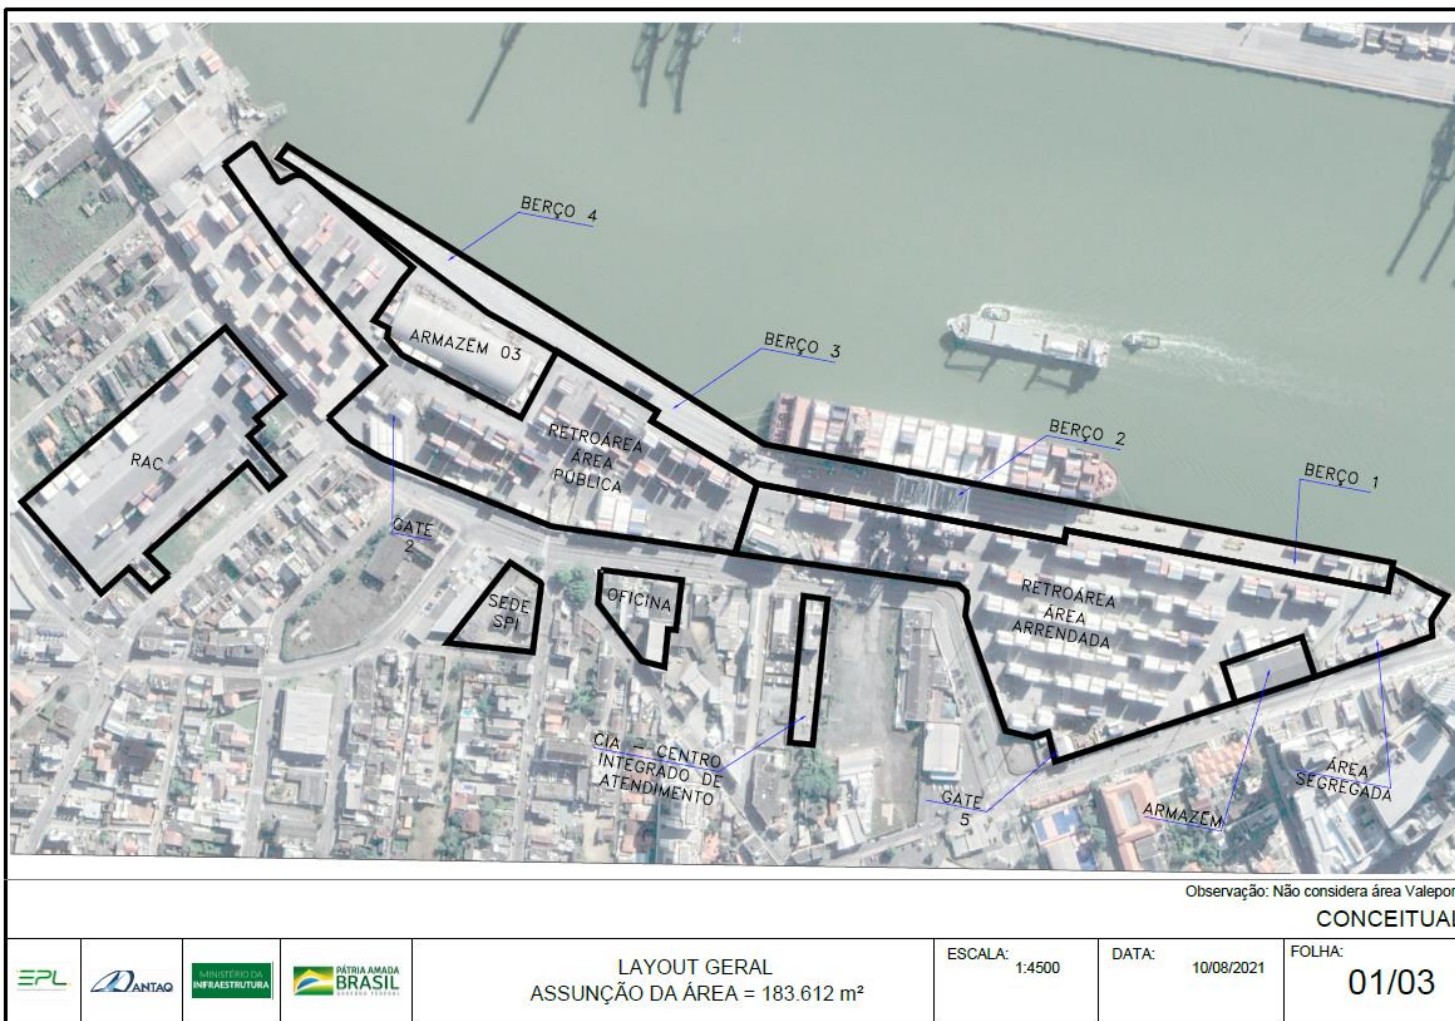 BERÇO 4
BERÇO 3
BERÇO 2
BERÇO 1
ARMAZÉM 03
RAC
RETROÁREA
ÁREA
PÚBLICA
GATE
2
SEDE
SPI
OFICINA
RETROÁREA
ÁREA
ARRENDADA
CIA – CENTRO
INTEGRADO DE
ATENDIMENTO
GATE
5
ARMAZÉM
ÁREA
SEGREGADA
Observação: Não considera área Valepor
CONCEITUAL
EPL
ANTAQ
MINISTÉRIO DA
INFRAESTRUTURA
PÁTRIA AMADA
BRASIL
GOVERNO FEDERAL
LAYOUT GERAL
ASSUNÇÃO DA ÁREA = 183.612 m²
ESCALA:
1:4500
DATA:
10/08/2021
FOLHA:
01/03